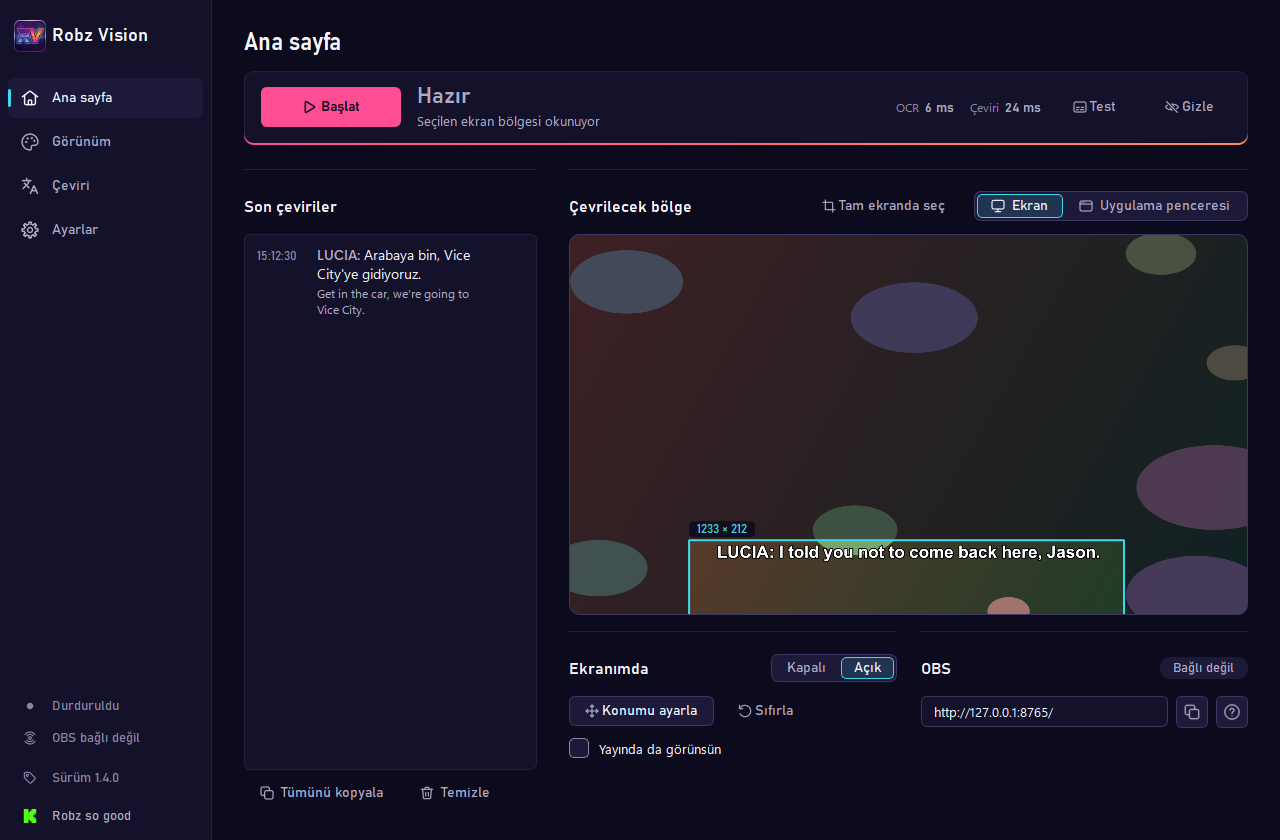 Robz Vision
Ana sayfa
Görünüm
Çeviri
Ayarlar
Durduruldu
OBS bağlı değil
Sürüm 1.4.0
Robz so good
Ana sayfa
Başlat
Hazır
Seçilen ekran bölgesi okunuyor
OCR 6 ms
Çeviri 24 ms
Test
Gizle
Son çeviriler
15:12:30
LUCIA: Arabaya bin, Vice
City'ye gidiyoruz.
Get in the car, we're going to
Vice City.
Tümünü kopyala
Temizle
Çevrilecek bölge
Tam ekranda seç
Ekran
Uygulama penceresi
1233 × 212
LUCIA: I told you not to come back here, Jason.
Ekranımda
Kapalı
Açık
Konumu ayarla
Sıfırla
Yayında da görünsün
OBS
Bağlı değil
http://127.0.0.1:8765/